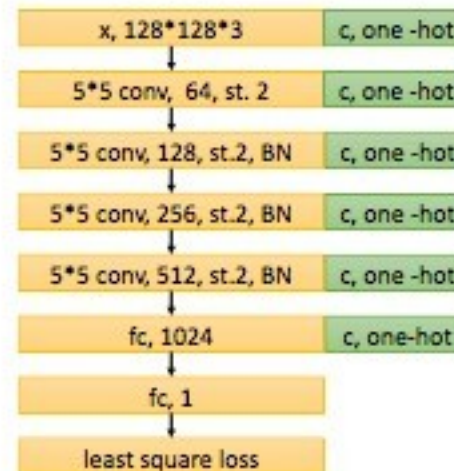 x, 128*128*3 c, one -hot
5*5 conv, 64, st. 2 c, one -hot
5*5 conv, 128, st.2, BN c, one -hot
5*5 conv, 256, st.2, BN c, one -hot
5*5 conv, 512, st.2, BN c, one -hot
fc, 1024 c, one-hot
fc, 1
least square loss